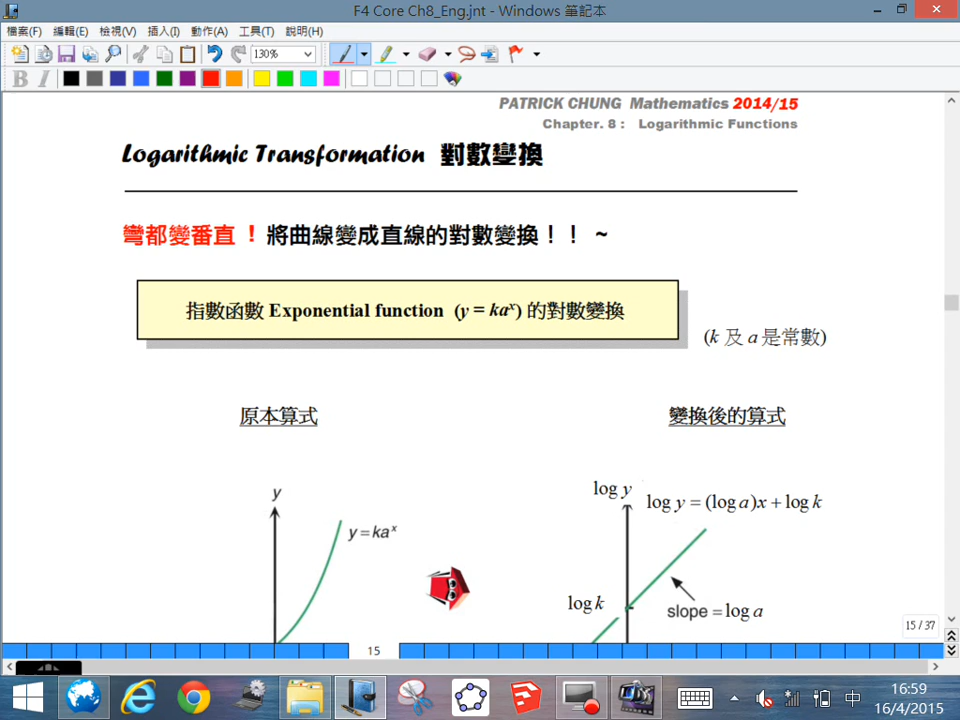 F4 Core Ch8_Eng.jnt - Windows 筆記本
檔案(F) 編輯(E) 檢視(V) 插入(I) 動作(A) 工具(T) 說明(H)
130%
B I
PATRICK CHUNG Mathematics 2014/15
Chapter. 8 : Logarithmic Functions
Logarithmic Transformation 對數變換
彎都變番直！將曲線變成直線的對數變換！！ ~
指數函數 Exponential function (y = kaˣ) 的對數變換
(k 及 a 是常數)
原本算式 變換後的算式
y
y = kaˣ
log y
log y = (log a)x + log k
log k
slope = log a
15 / 37
15
中
16:59
16/4/2015